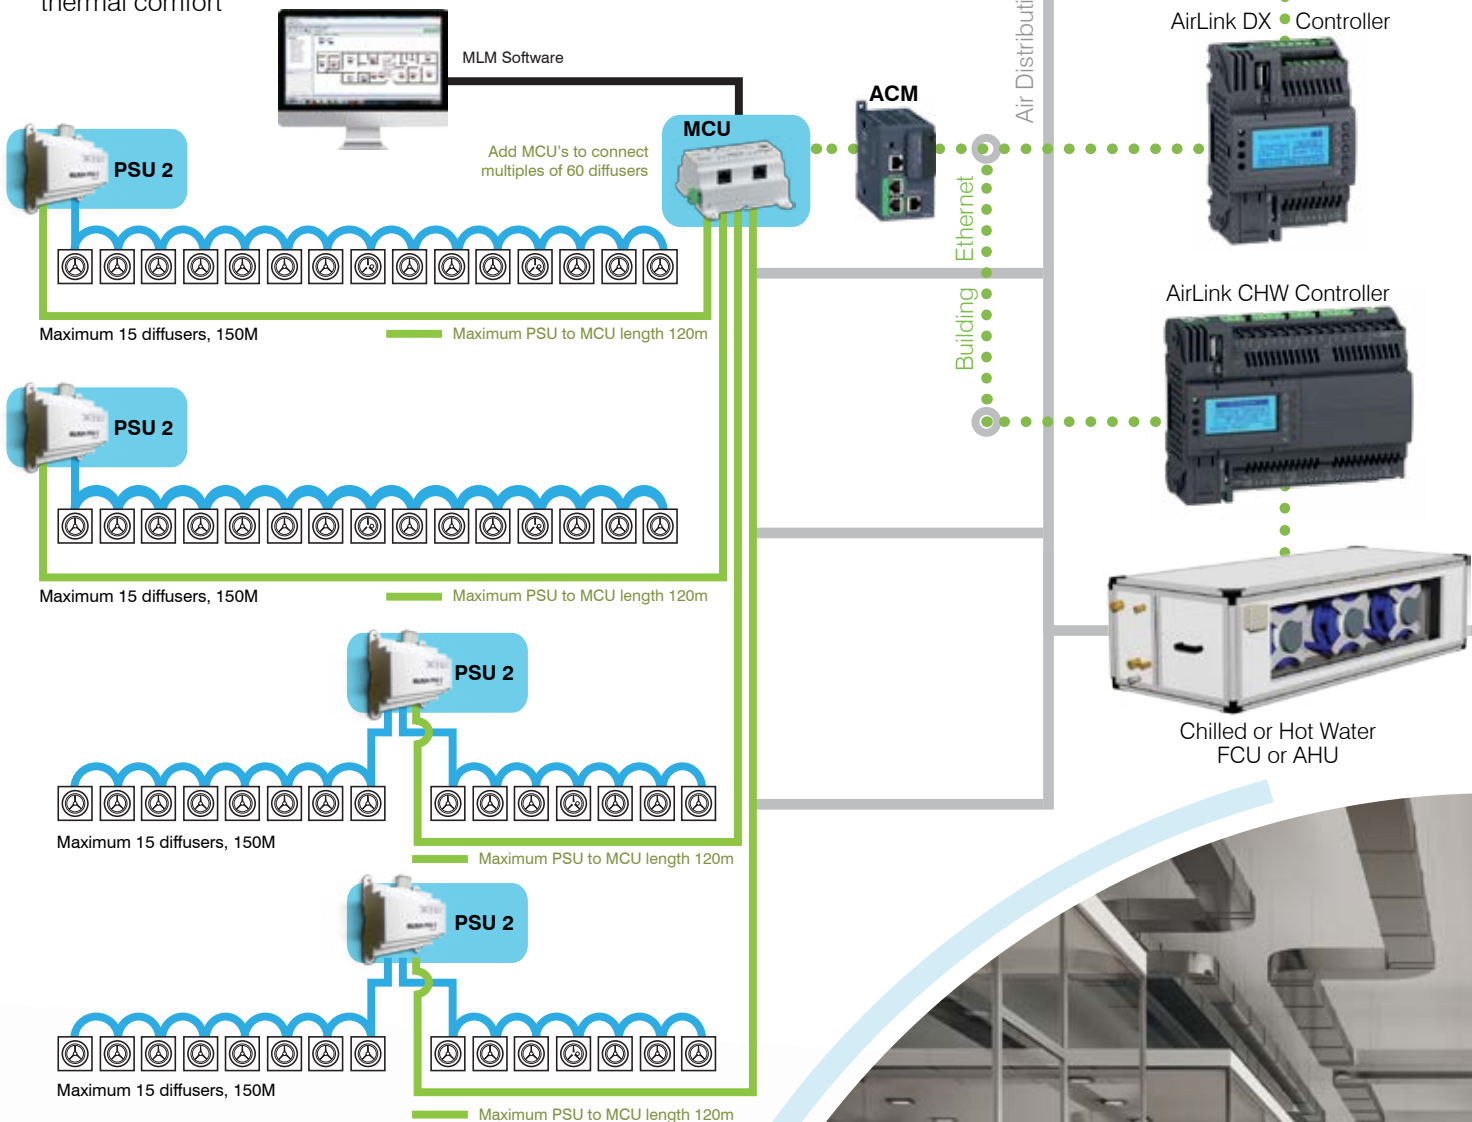 thermal comfort
MLM Software
ACM
AirLink DX Controller
Air Distributi
MCU
Add MCU's to connect
multiples of 60 diffusers
PSU 2
Building Ethernet
AirLink CHW Controller
Maximum 15 diffusers, 150M
Maximum PSU to MCU length 120m
PSU 2
Maximum 15 diffusers, 150M
Maximum PSU to MCU length 120m
PSU 2
Chilled or Hot Water
FCU or AHU
Maximum 15 diffusers, 150M
Maximum PSU to MCU length 120m
PSU 2
Maximum 15 diffusers, 150M
Maximum PSU to MCU length 120m